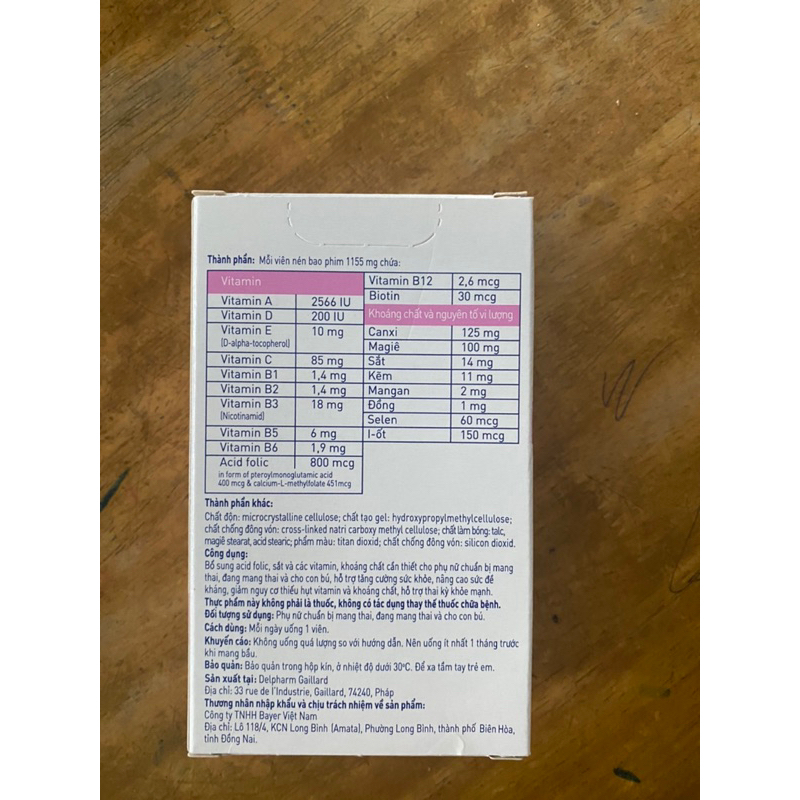 Thành phần: Mỗi viên nén bao phim 1155 mg chứa:
Vitamin
Vitamin A 2566 IU
Vitamin D 200 IU
Vitamin E 10 mg
(D-alpha-tocopherol)
Vitamin C 85 mg
Vitamin B1 1,4 mg
Vitamin B2 1,4 mg
Vitamin B3 18 mg
(Nicotinamid)
Vitamin B5 6 mg
Vitamin B6 1,9 mg
Acid folic 800 mcg
in form of pteroylmonoglutamic acid
400 mcg & calcium-L-methylfolate 451mcg
Vitamin B12 2,6 mcg
Biotin 30 mcg
Khoáng chất và nguyên tố vi lượng
Canxi 125 mg
Magiê 100 mg
Sắt 14 mg
Kẽm 11 mg
Mangan 2 mg
Đồng 1 mg
Selen 60 mcg
I-ốt 150 mcg
Thành phần khác:
Chất độn: microcrystalline cellulose; chất tạo gel: hydroxypropylmethylcellulose;
chất chống đông vón: cross-linked natri carboxy methyl cellulose; chất làm bóng: talc,
magiê stearat, acid stearic; phẩm màu: titan dioxid; chất chống đông vón: silicon dioxid.
Công dụng:
Bổ sung acid folic, sắt và các vitamin, khoáng chất cần thiết cho phụ nữ chuẩn bị mang
thai, đang mang thai và cho con bú, hỗ trợ tăng cường sức khỏe, nâng cao sức đề
kháng, giảm nguy cơ thiếu hụt vitamin và khoáng chất, hỗ trợ thai kỳ khỏe mạnh.
Thực phẩm này không phải là thuốc, không có tác dụng thay thế thuốc chữa bệnh.
Đối tượng sử dụng: Phụ nữ chuẩn bị mang thai, đang mang thai và cho con bú.
Cách dùng: Mỗi ngày uống 1 viên.
Khuyến cáo: Không uống quá lượng so với hướng dẫn. Nên uống ít nhất 1 tháng trước
khi mang bầu.
Bảo quản: Bảo quản trong hộp kín, ở nhiệt độ dưới 30ºC. Để xa tầm tay trẻ em.
Sản xuất tại: Delpharm Gaillard
Địa chỉ: 33 rue de l'Industrie, Gaillard, 74240, Pháp
Thương nhân nhập khẩu và chịu trách nhiệm về sản phẩm:
Công ty TNHH Bayer Việt Nam
Địa chỉ: Lô 118/4, KCN Long Bình (Amata), Phường Long Bình, thành phố Biên Hòa,
tỉnh Đồng Nai.